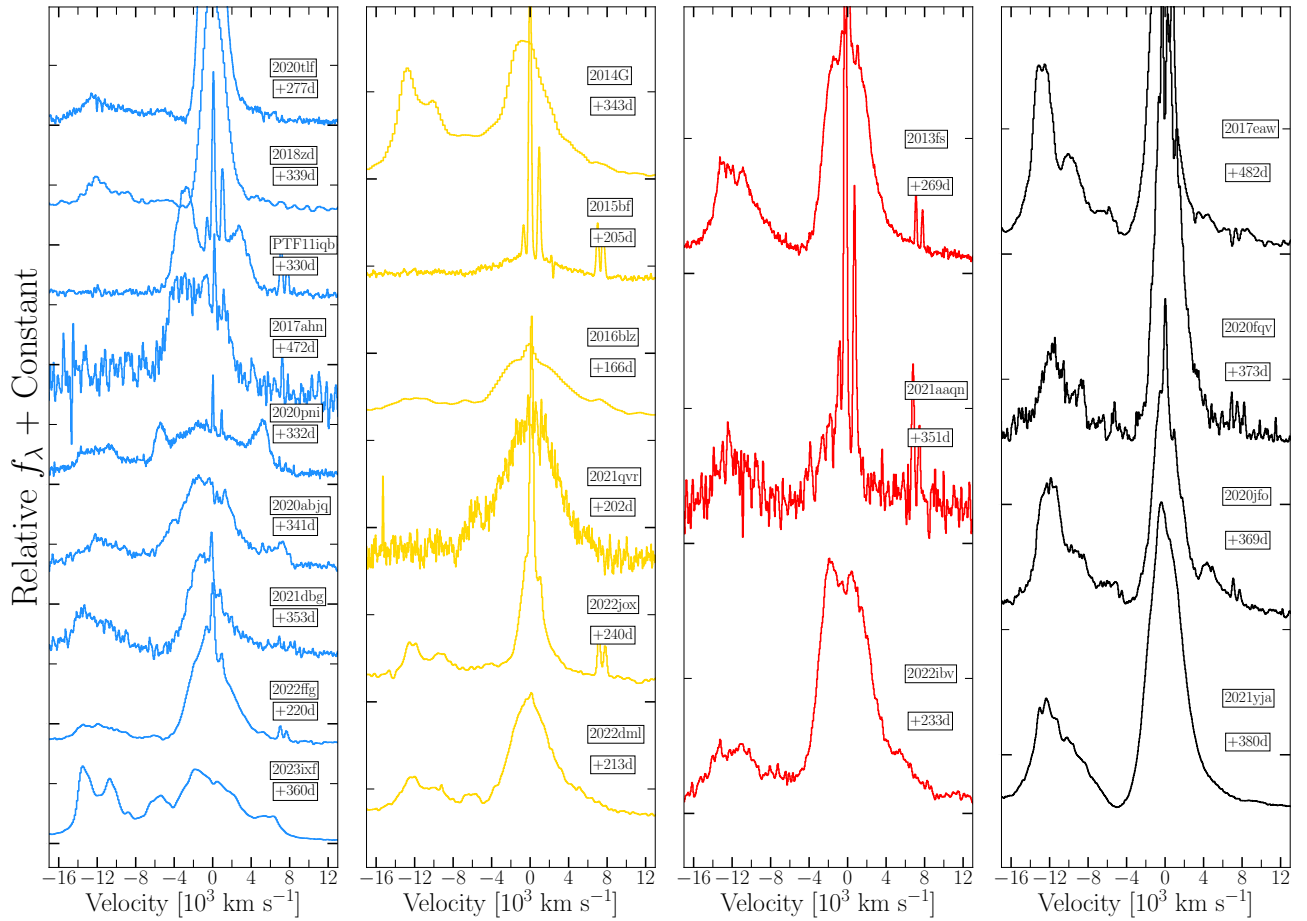 Relative fλ + Constant
2020tlf
+277d
2018zd
+339d
PTF11iqb
+330d
2017ahn
+472d
2020pni
+332d
2020abjq
+341d
2021dbg
+353d
2022ffg
+220d
2023ixf
+360d
−16 −12 −8 −4 0 4 8 12
Velocity [10³ km s⁻¹]
2014G
+343d
2015bf
+205d
2016blz
+166d
2021qvr
+202d
2022jox
+240d
2022dml
+213d
−16 −12 −8 −4 0 4 8 12
Velocity [10³ km s⁻¹]
2013fs
+269d
2021aaqn
+351d
2022ibv
+233d
−16 −12 −8 −4 0 4 8 12
Velocity [10³ km s⁻¹]
2017eaw
+482d
2020fqv
+373d
2020jfo
+369d
2021yja
+380d
−16 −12 −8 −4 0 4 8 12
Velocity [10³ km s⁻¹]